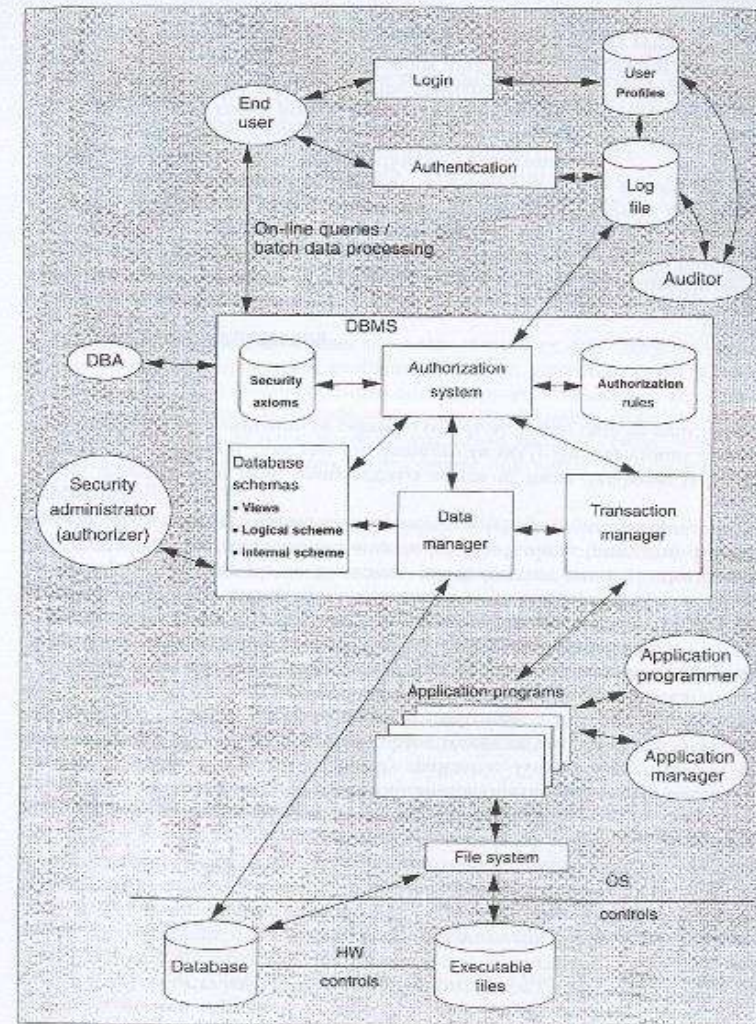 Login
User
Profiles
End
user
Authentication
Log
file
On-line queries /
batch data processing
Auditor
DBMS
DBA
Security
axioms
Authorization
system
Authorization
rules
Database
schemas
• Views
• Logical scheme
• Internal scheme
Security
administrator
(authorizer)
Data
manager
Transaction
manager
Application programs
Application
programmer
Application
manager
File system
OS
controls
Database
HW
controls
Executable
files